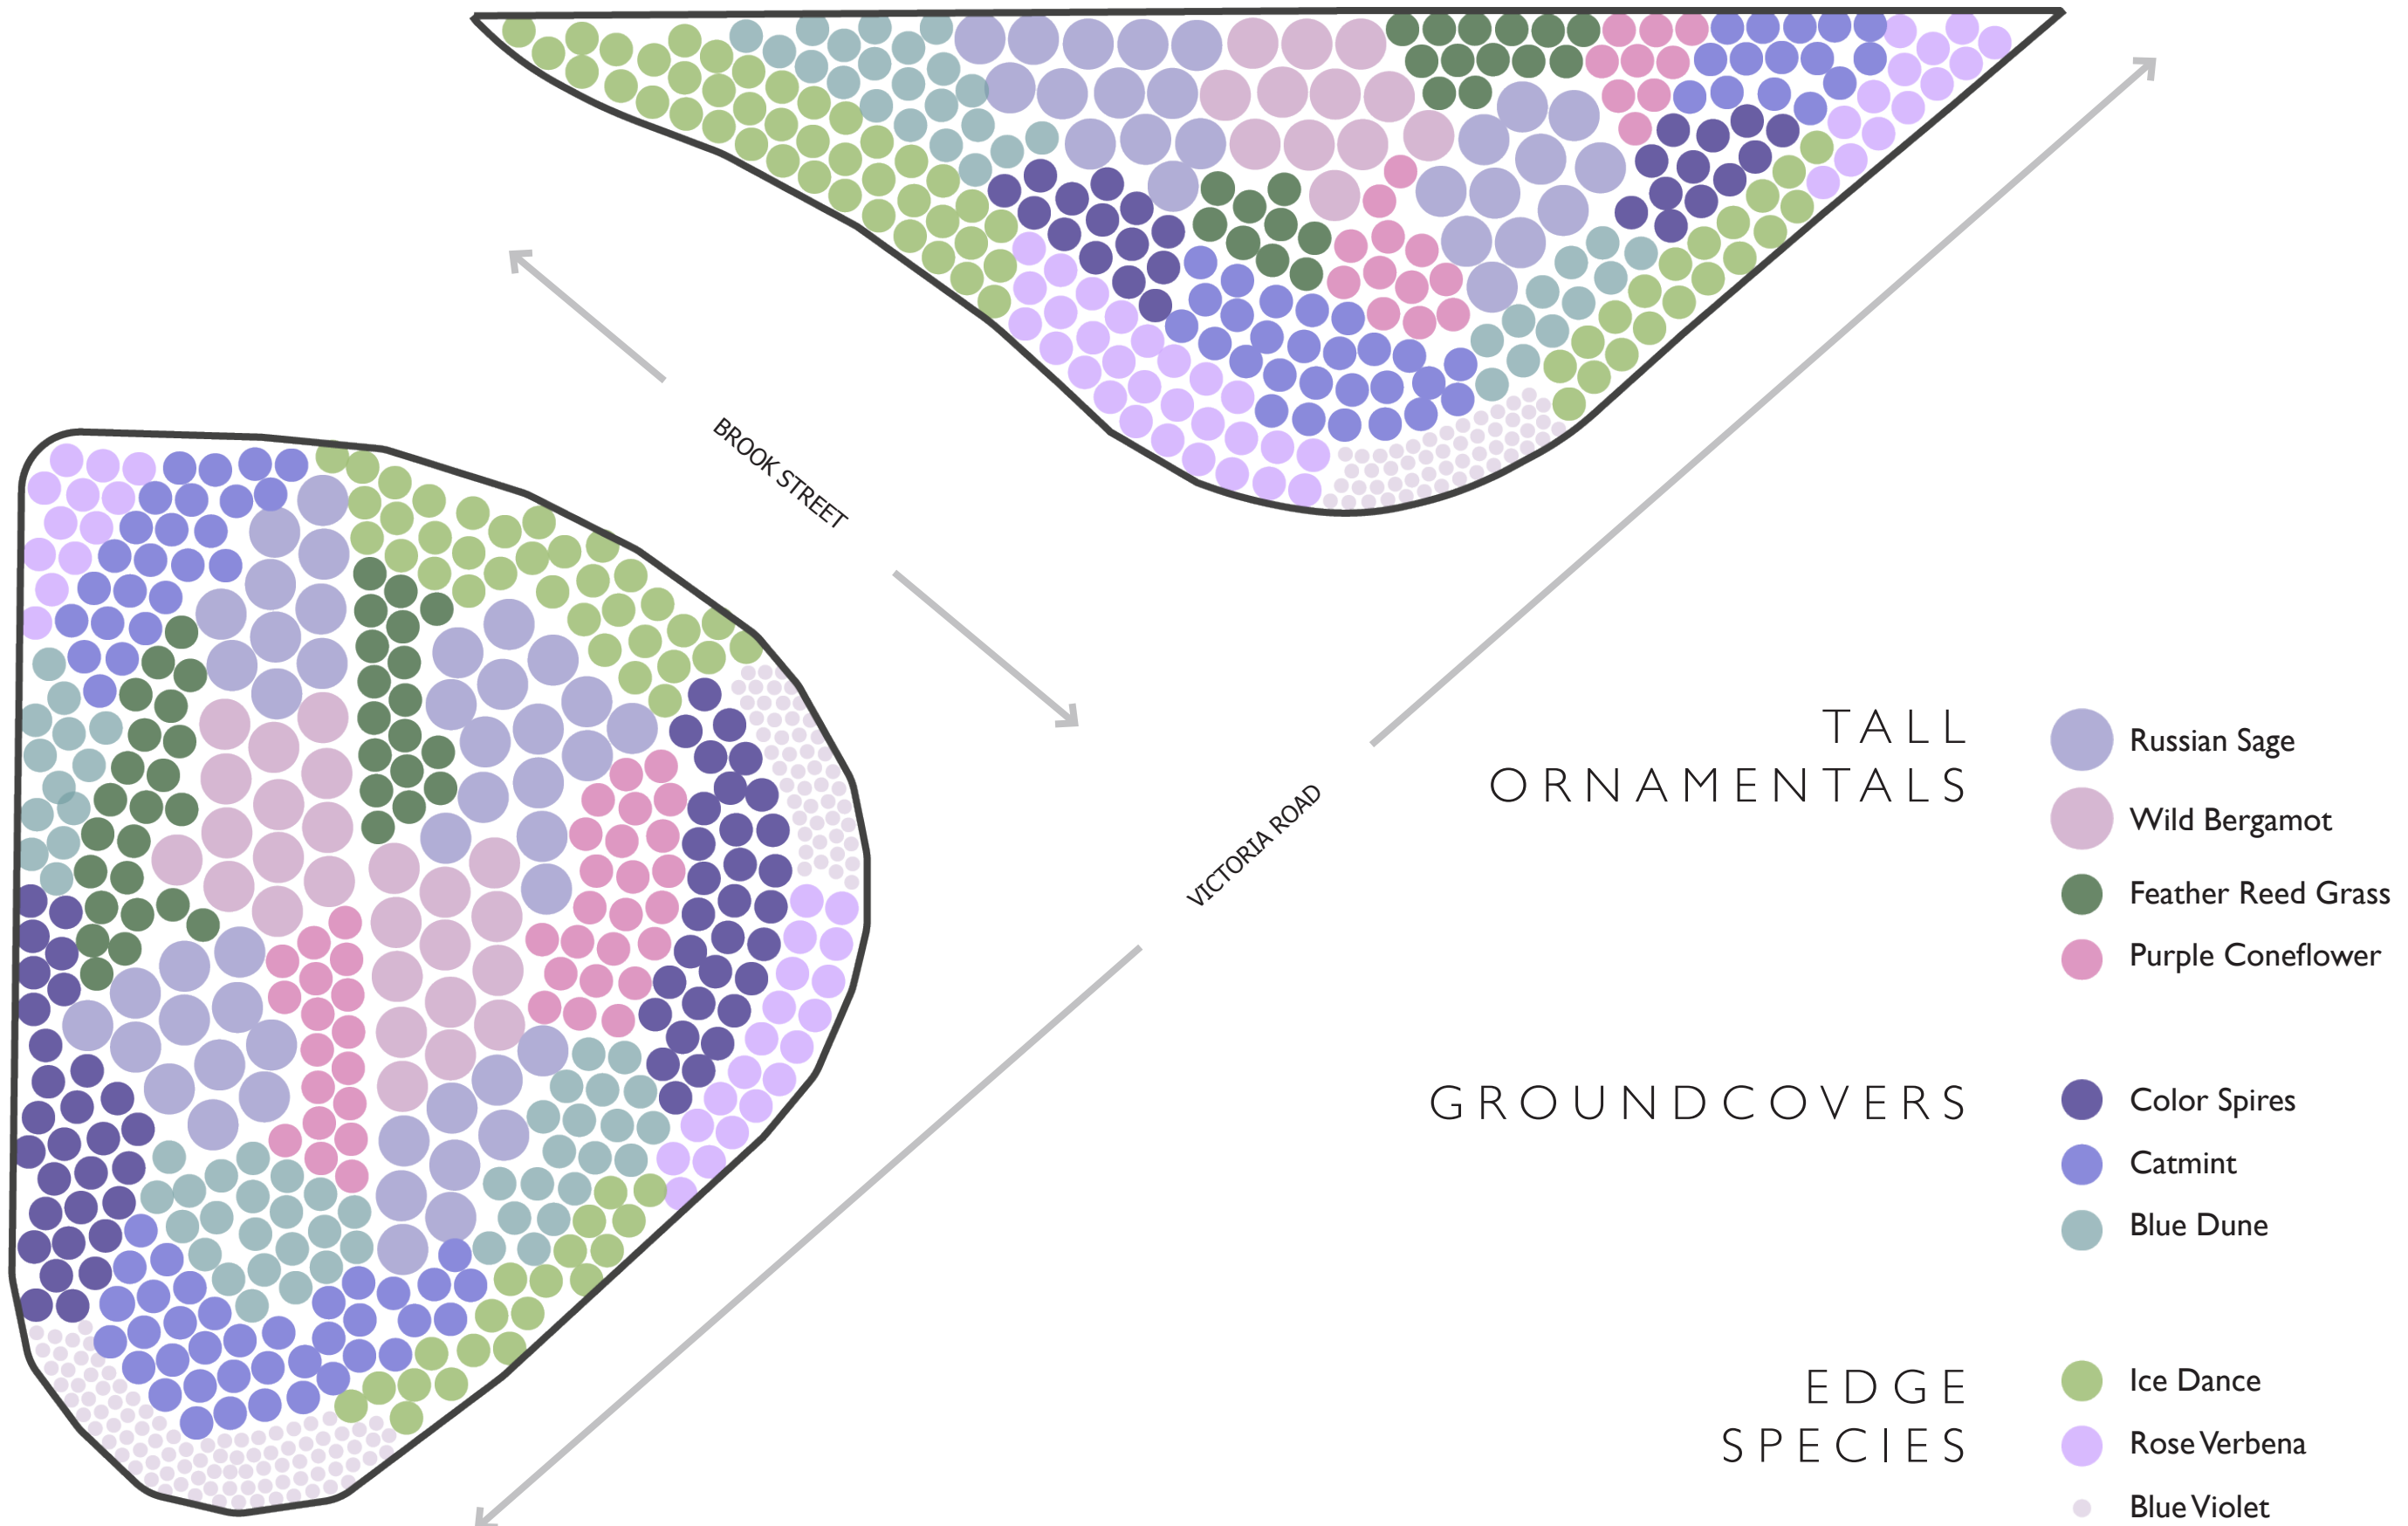 BROOK STREET
VICTORIA ROAD
TALL
ORNAMENTALS
Russian Sage
Wild Bergamot
Feather Reed Grass
Purple Coneflower
GROUNDCOVERS
Color Spires
Catmint
Blue Dune
EDGE
SPECIES
Ice Dance
Rose Verbena
Blue Violet